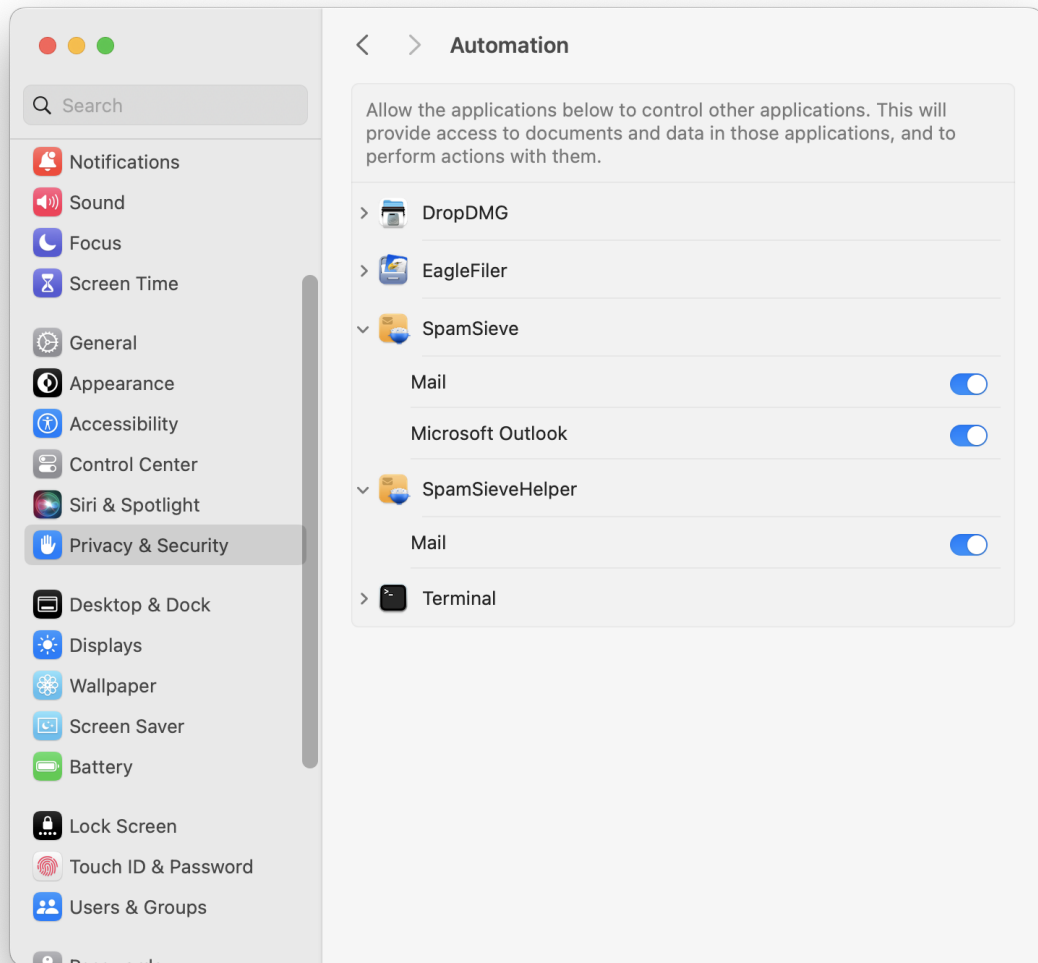 Search
Notifications
Sound
Focus
Screen Time
General
Appearance
Accessibility
Control Center
Siri & Spotlight
Privacy & Security
Desktop & Dock
Displays
Wallpaper
Screen Saver
Battery
Lock Screen
Touch ID & Password
Users & Groups
Automation
Allow the applications below to control other applications. This will
provide access to documents and data in those applications, and to
perform actions with them.
DropDMG
EagleFiler
SpamSieve
Mail
Microsoft Outlook
SpamSieveHelper
Mail
Terminal